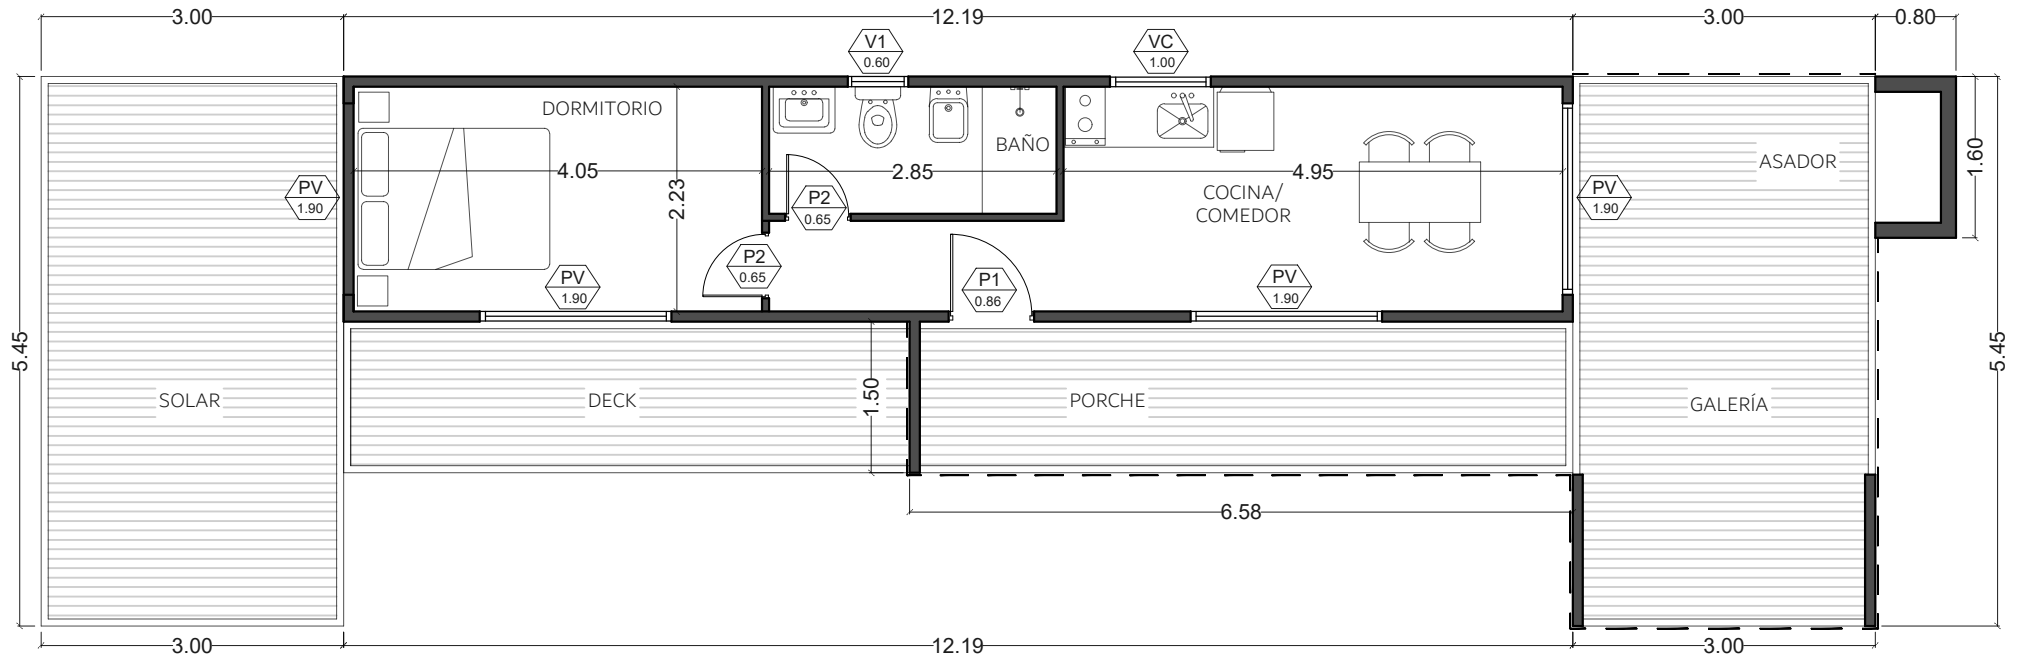 3.00
12.19
3.00
0.80
V1
0.60
VC
1.00
DORMITORIO
BAÑO
ASADOR
1.60
4.05
2.85
4.95
2.23
PV
1.90
P2
0.65
COCINA/
COMEDOR
PV
1.90
P2
0.65
PV
1.90
P1
0.86
PV
1.90
5.45
5.45
SOLAR
DECK
1.50
PORCHE
GALERÍA
6.58
3.00
12.19
3.00